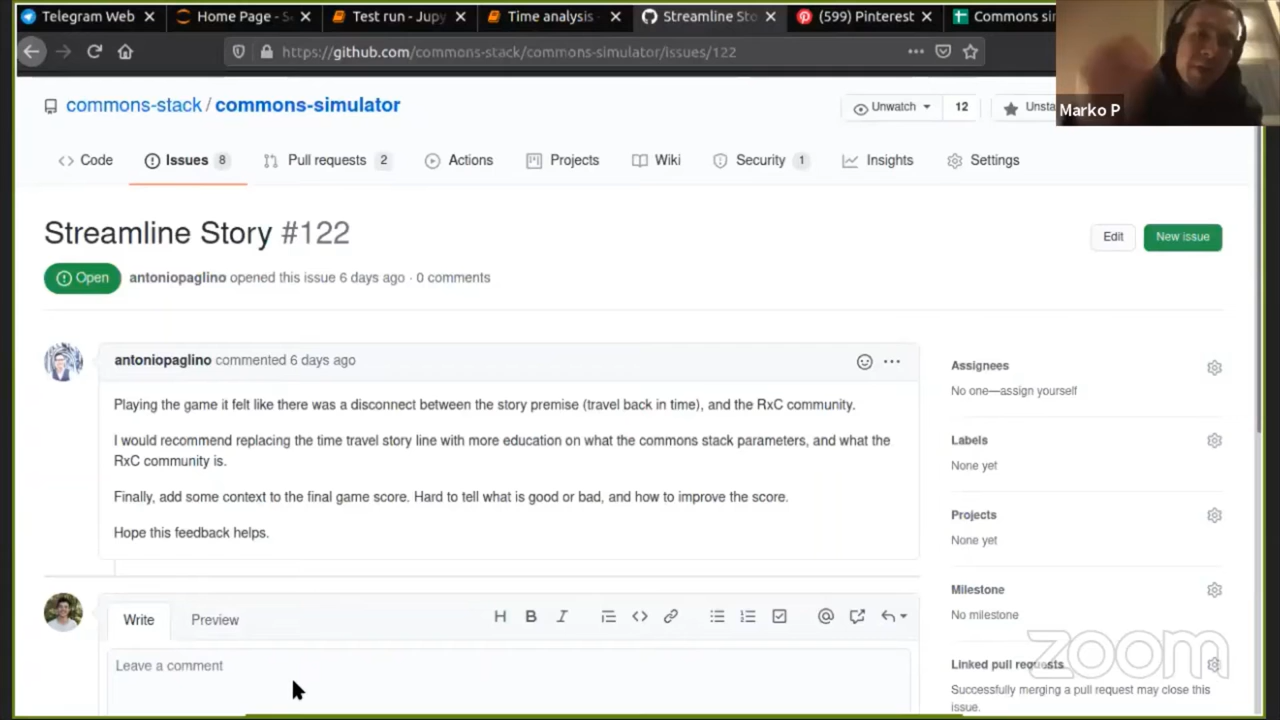 Telegram Web
Home Page - S
Test run - Jupy
Time analysis
Streamline Sto
(599) Pinterest
Commons sim
https://github.com/commons-stack/commons-simulator/issues/122
Marko P
commons-stack / commons-simulator
Unwatch
12
Unsta
Code
Issues 8
Pull requests 2
Actions
Projects
Wiki
Security 1
Insights
Settings
Streamline Story #122
Edit
New issue
Open
antoniopaglino opened this issue 6 days ago · 0 comments
antoniopaglino commented 6 days ago
Playing the game it felt like there was a disconnect between the story premise (travel back in time), and the RxC community.
I would recommend replacing the time travel story line with more education on what the commons stack parameters, and what the
RxC community is.
Finally, add some context to the final game score. Hard to tell what is good or bad, and how to improve the score.
Hope this feedback helps.
Assignees
No one—assign yourself
Labels
None yet
Projects
None yet
Milestone
No milestone
Linked pull requests
Successfully merging a pull request may close this
issue.
Write
Preview
Leave a comment
zoom